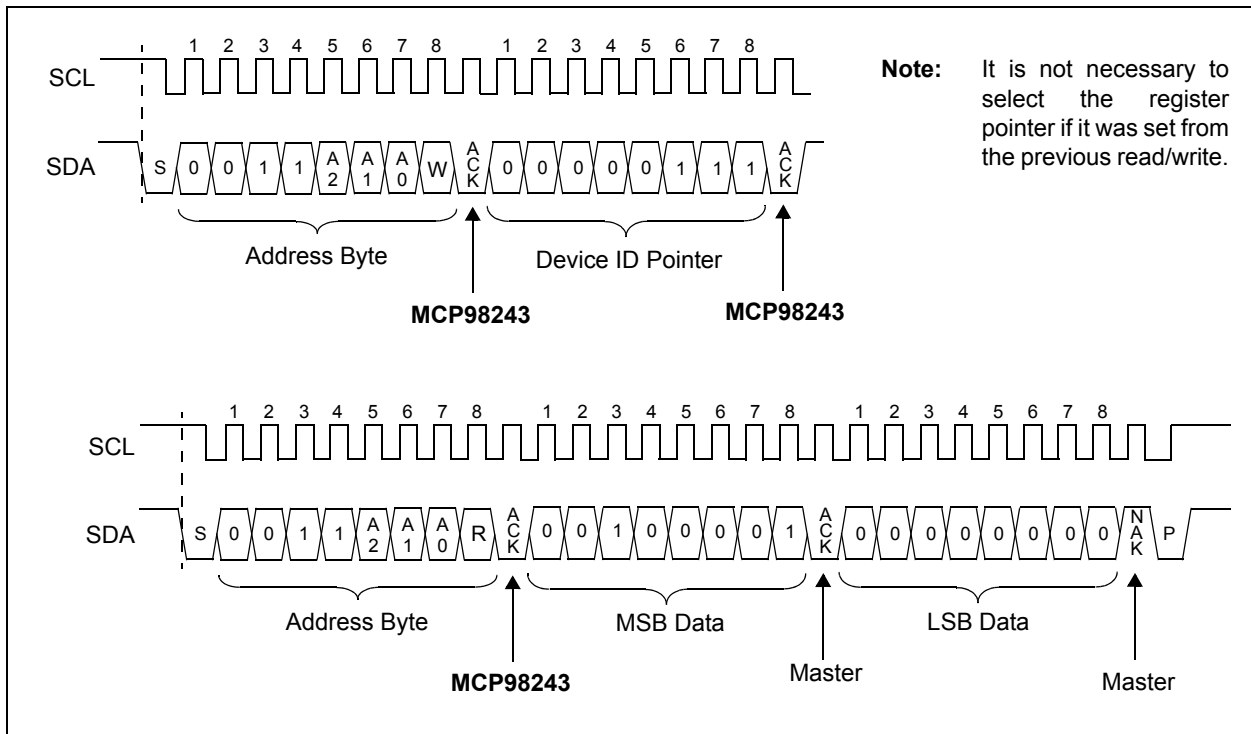 1 2 3 4 5 6 7 8 1 2 3 4 5 6 7 8
SCL
SDA
S 0 0 1 1 A2 A1 A0 W ACK 0 0 0 0 0 1 1 1 ACK
Address Byte Device ID Pointer
MCP98243 MCP98243
Note: It is not necessary to
select the register
pointer if it was set from
the previous read/write.
1 2 3 4 5 6 7 8 1 2 3 4 5 6 7 8 1 2 3 4 5 6 7 8
SCL
SDA
S 0 0 1 1 A2 A1 A0 R ACK 0 0 1 0 0 0 0 1 ACK 0 0 0 0 0 0 0 0 NAK P
Address Byte MSB Data LSB Data
MCP98243 Master Master